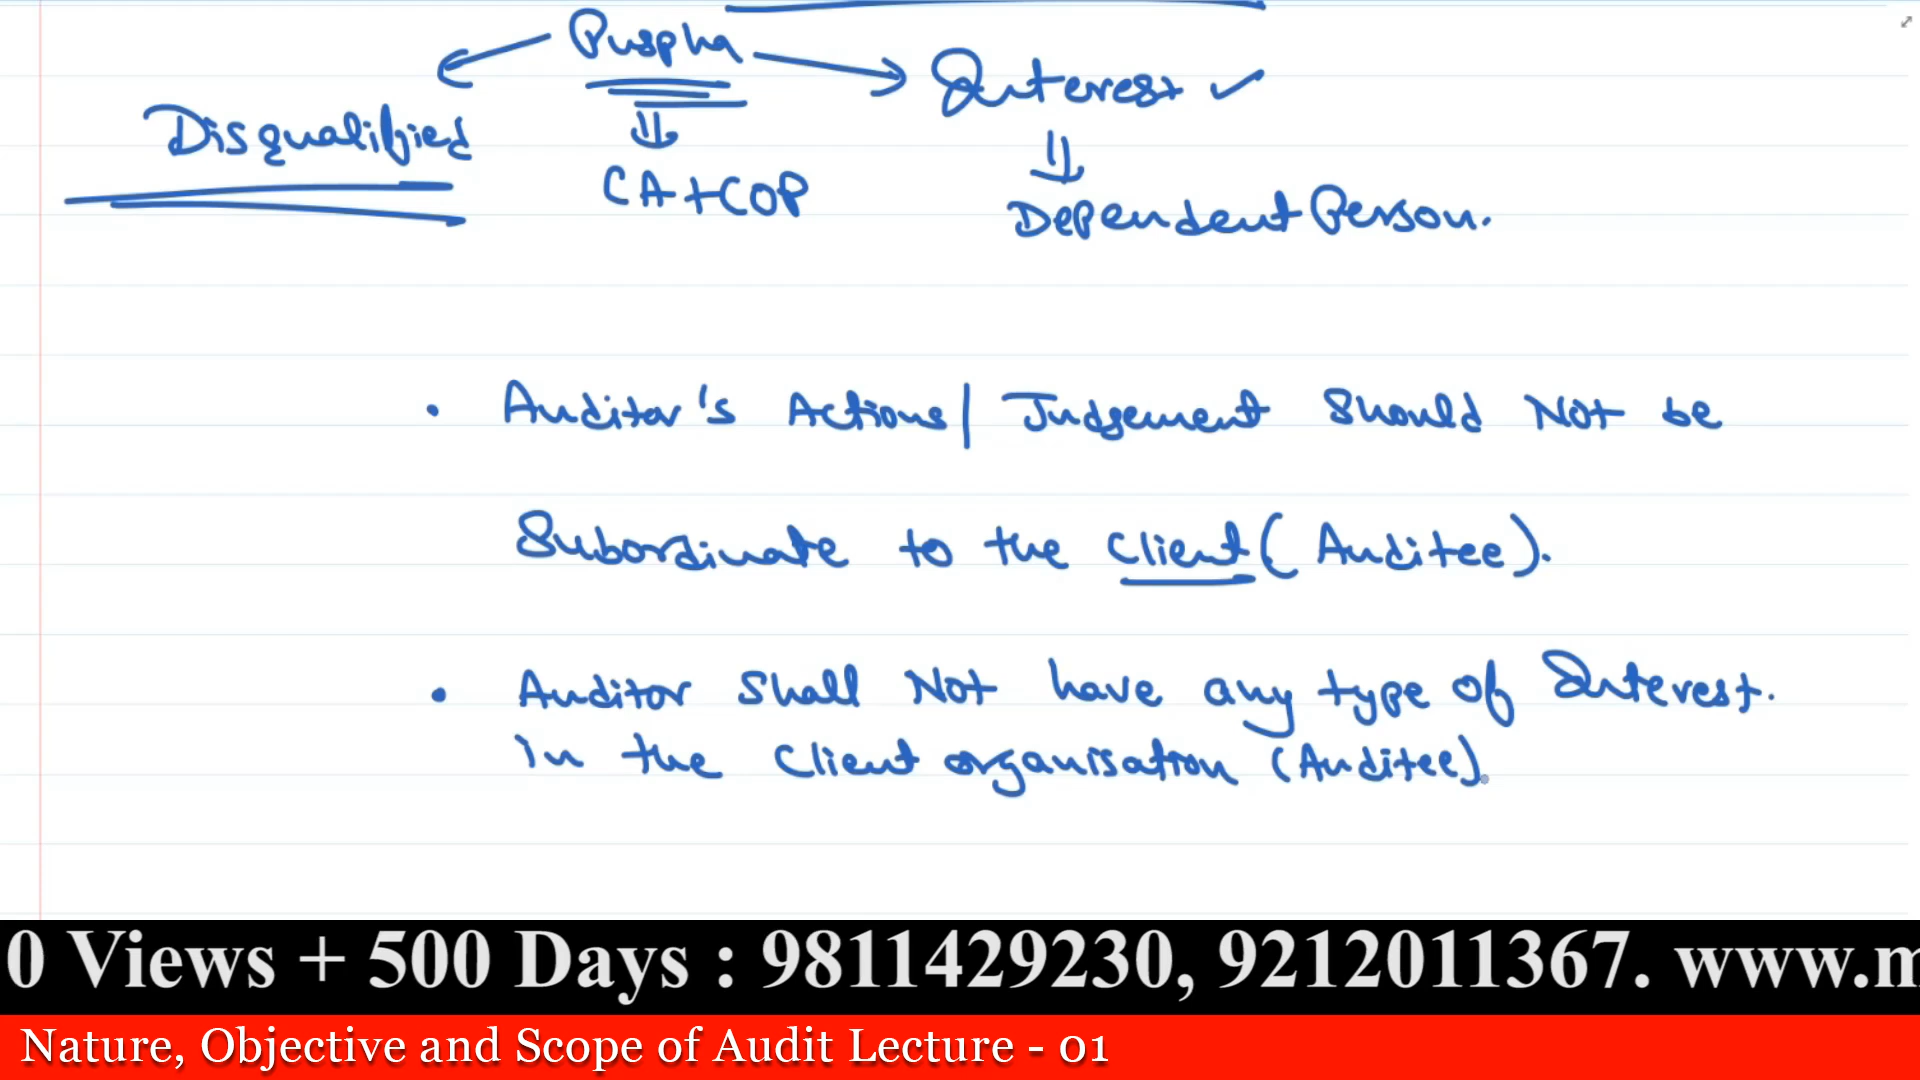 Puspha
Interest
Disqualified
CA+COP
Dependent Person.
• Auditor's Actions| Judgement Should Not be
Subordinate to the Client (Auditee).
• Auditor shall Not have any type of Interest.
in the Client organisation (Auditee).
0 Views + 500 Days : 9811429230, 9212011367. www.m
Nature, Objective and Scope of Audit Lecture - 01